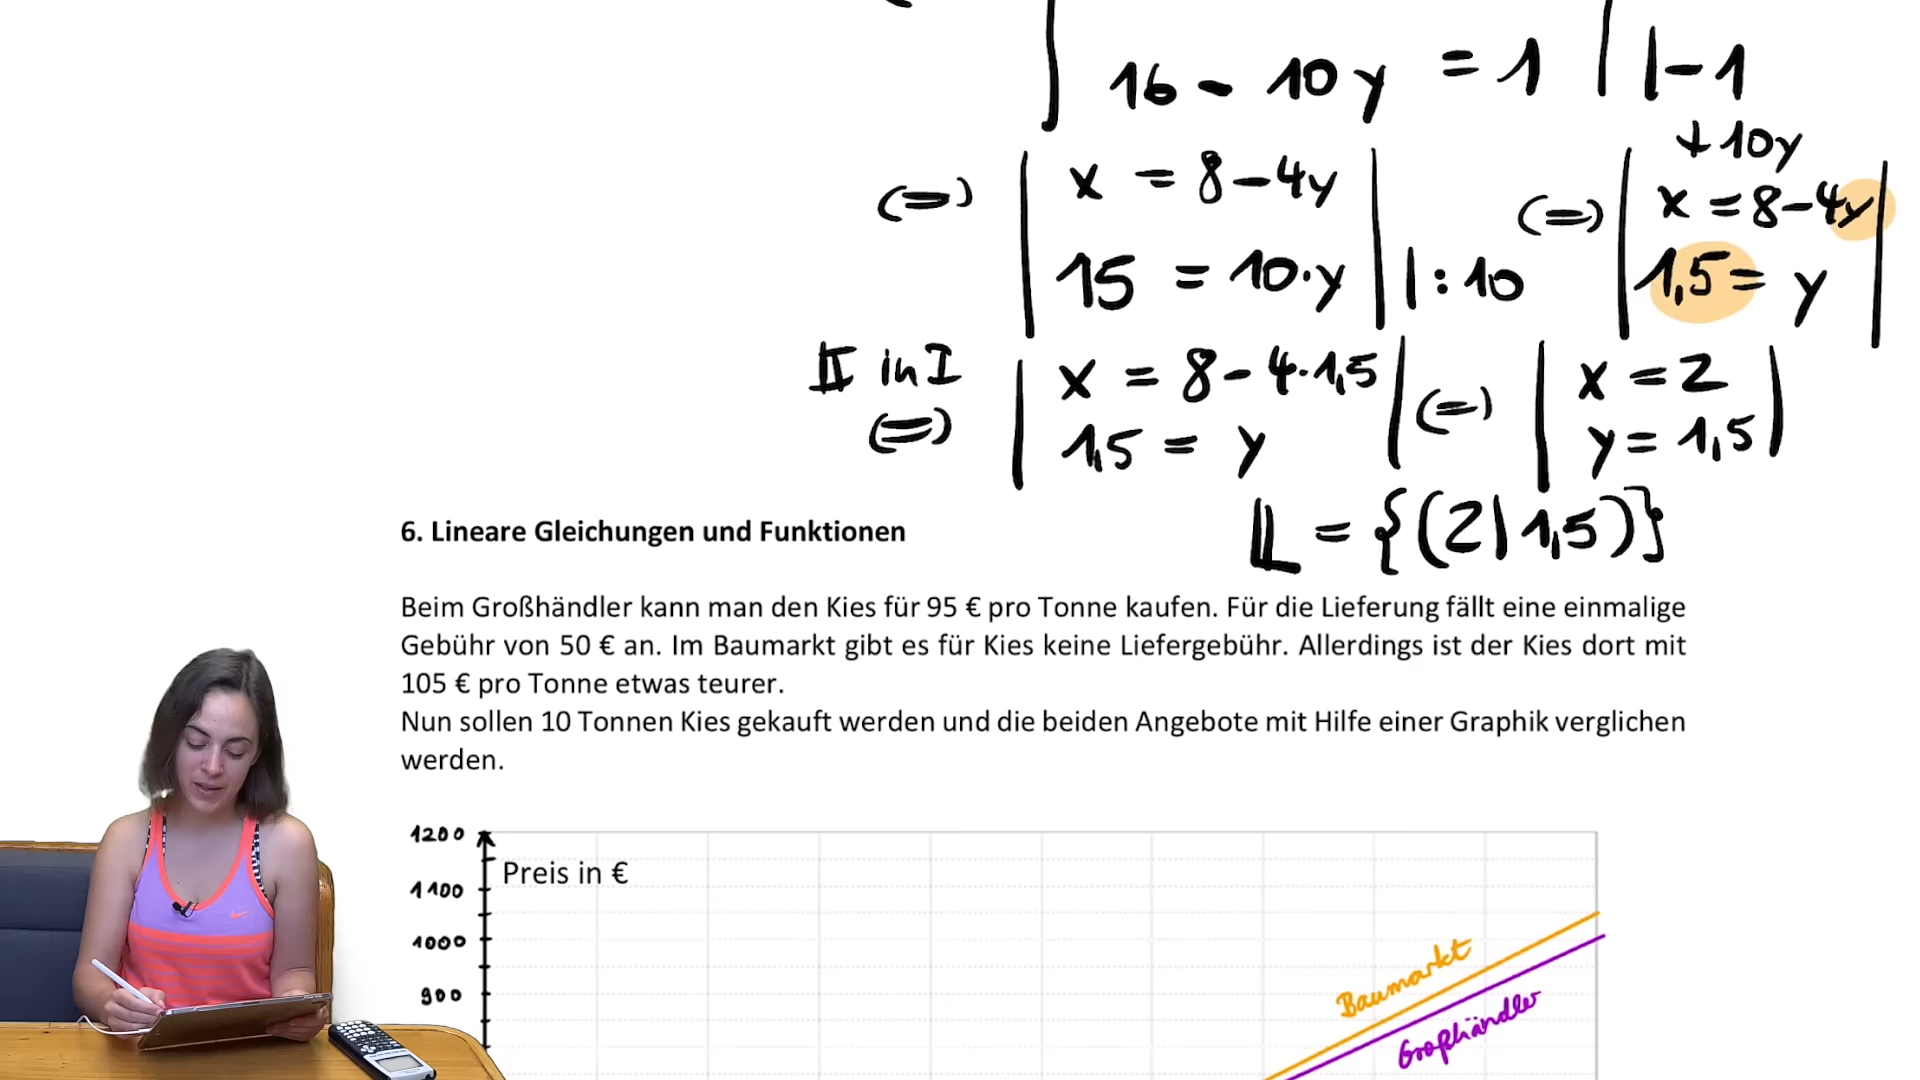 16 - 10y = 1 | |-1
+10y
(=) | x = 8-4y | (=) | x = 8-4y |
| 15 = 10·y | |:10 | 1,5 = y |
II in I | x = 8-4·1,5 | (=) | x = 2 |
(=) | 1,5 = y | | y = 1,5 |
𝕃 = {(2|1,5)}
6. Lineare Gleichungen und Funktionen
Beim Großhändler kann man den Kies für 95 € pro Tonne kaufen. Für die Lieferung fällt eine einmalige
Gebühr von 50 € an. Im Baumarkt gibt es für Kies keine Liefergebühr. Allerdings ist der Kies dort mit
105 € pro Tonne etwas teurer.
Nun sollen 10 Tonnen Kies gekauft werden und die beiden Angebote mit Hilfe einer Graphik verglichen
werden.
1200
Preis in €
1100
1000
900
Baumarkt
Großhändler